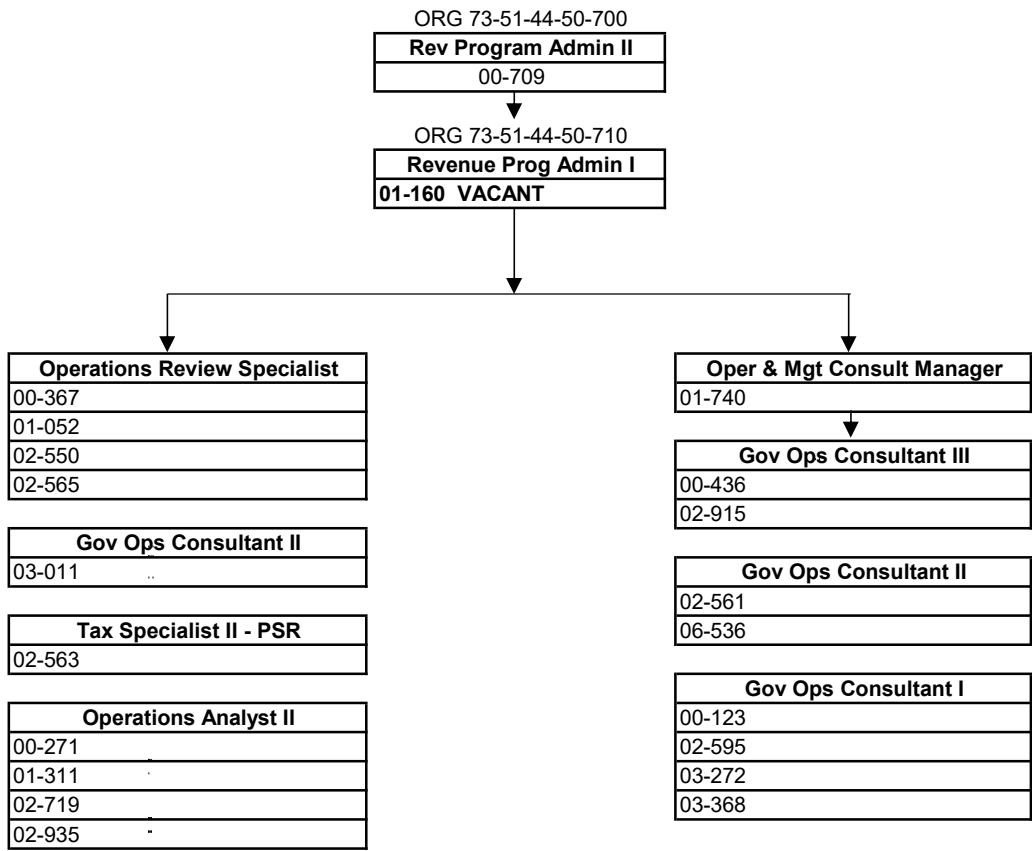 ORG 73-51-44-50-700
Rev Program Admin II
00-709
ORG 73-51-44-50-710
Revenue Prog Admin I
01-160 VACANT
Operations Review Specialist
00-367
01-052
02-550
02-565
Gov Ops Consultant II
03-011
Tax Specialist II - PSR
02-563
Operations Analyst II
00-271
01-311
02-719
02-935
Oper & Mgt Consult Manager
01-740
Gov Ops Consultant III
00-436
02-915
Gov Ops Consultant II
02-561
06-536
Gov Ops Consultant I
00-123
02-595
03-272
03-368